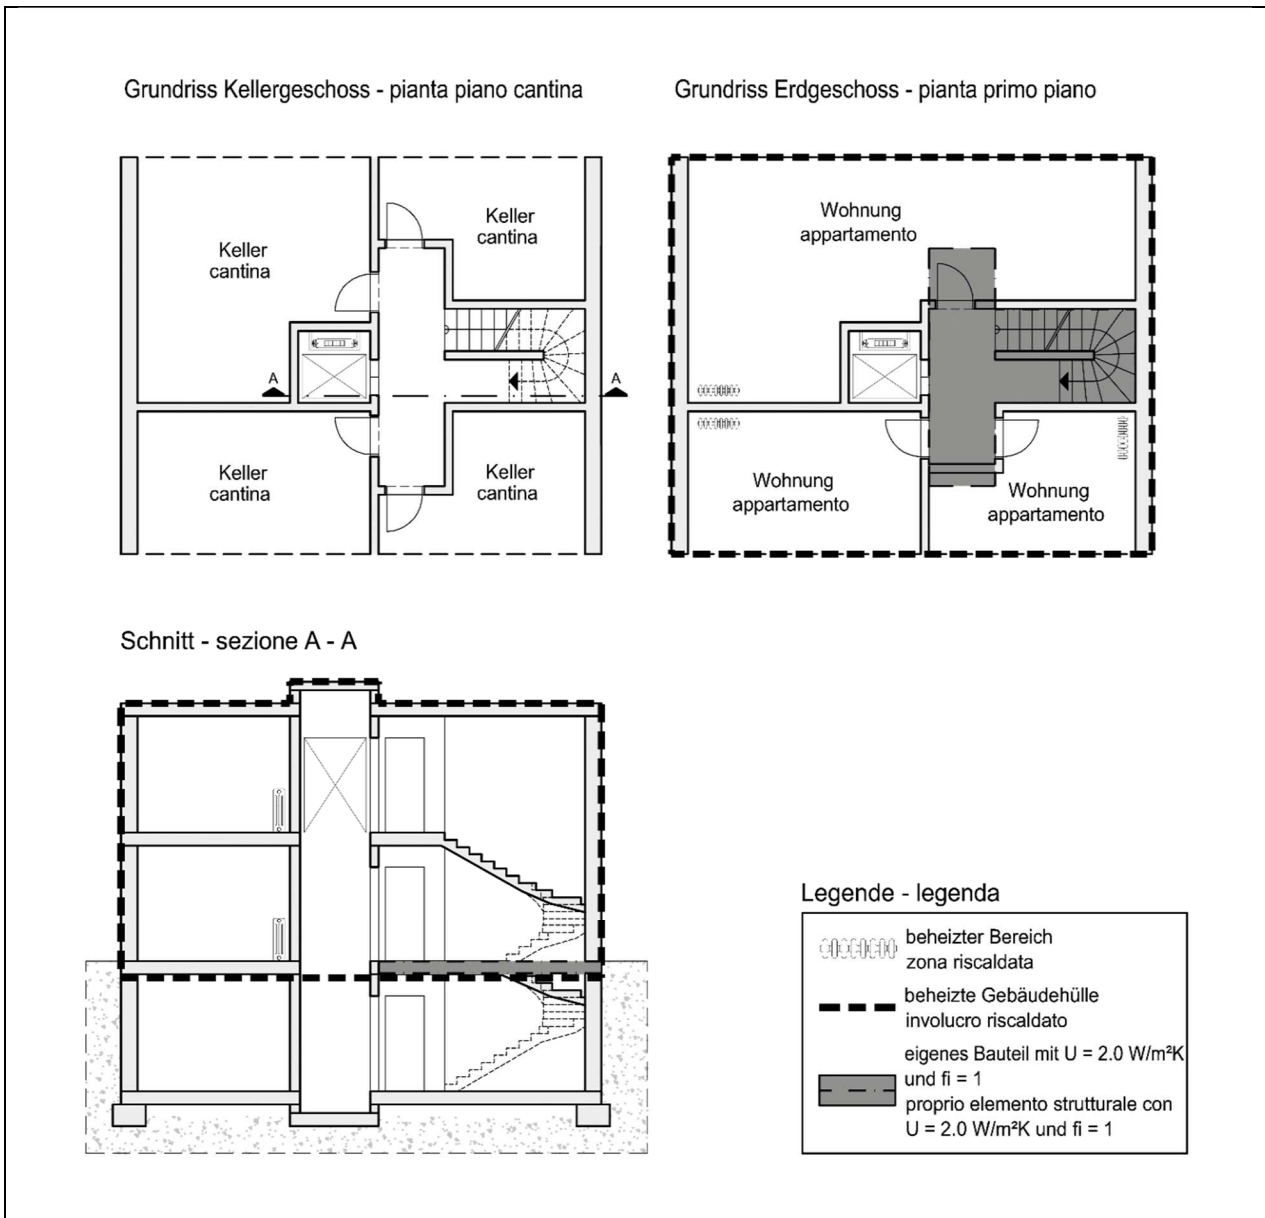 Grundriss Kellergeschoss - pianta piano cantina
Grundriss Erdgeschoss - pianta primo piano
Keller
cantina
Keller
cantina
A
A
Keller
cantina
Keller
cantina
Wohnung
appartamento
Wohnung
appartamento
Wohnung
appartamento
Schnitt - sezione A - A
Legende - legenda
beheizter Bereich
zona riscaldata
beheizte Gebäudehülle
involucro riscaldato
eigenes Bauteil mit U = 2.0 W/m²K
und fi = 1
proprio elemento strutturale con
U = 2.0 W/m²K und fi = 1